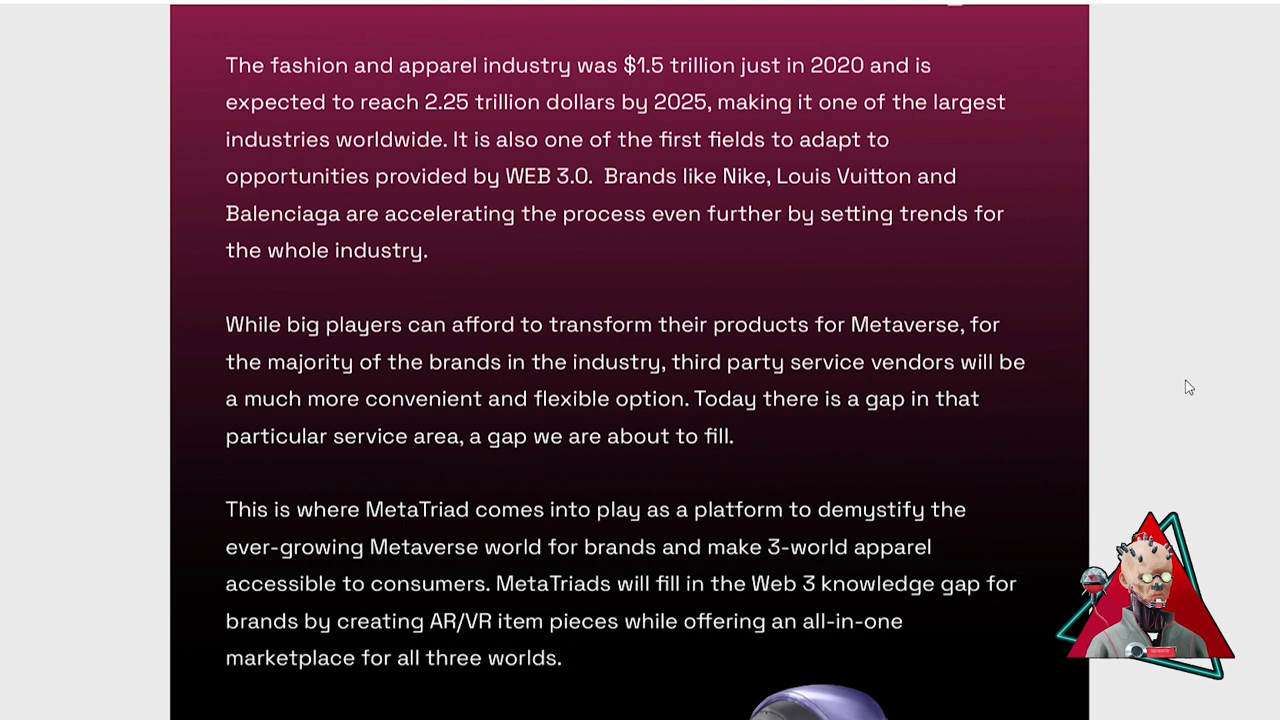 The fashion and apparel industry was $1.5 trillion just in 2020 and is
expected to reach 2.25 trillion dollars by 2025, making it one of the largest
industries worldwide. It is also one of the first fields to adapt to
opportunities provided by WEB 3.0.  Brands like Nike, Louis Vuitton and
Balenciaga are accelerating the process even further by setting trends for
the whole industry.
While big players can afford to transform their products for Metaverse, for
the majority of the brands in the industry, third party service vendors will be
a much more convenient and flexible option. Today there is a gap in that
particular service area, a gap we are about to fill.
This is where MetaTriad comes into play as a platform to demystify the
ever-growing Metaverse world for brands and make 3-world apparel
accessible to consumers. MetaTriads will fill in the Web 3 knowledge gap for
brands by creating AR/VR item pieces while offering an all-in-one
marketplace for all three worlds.